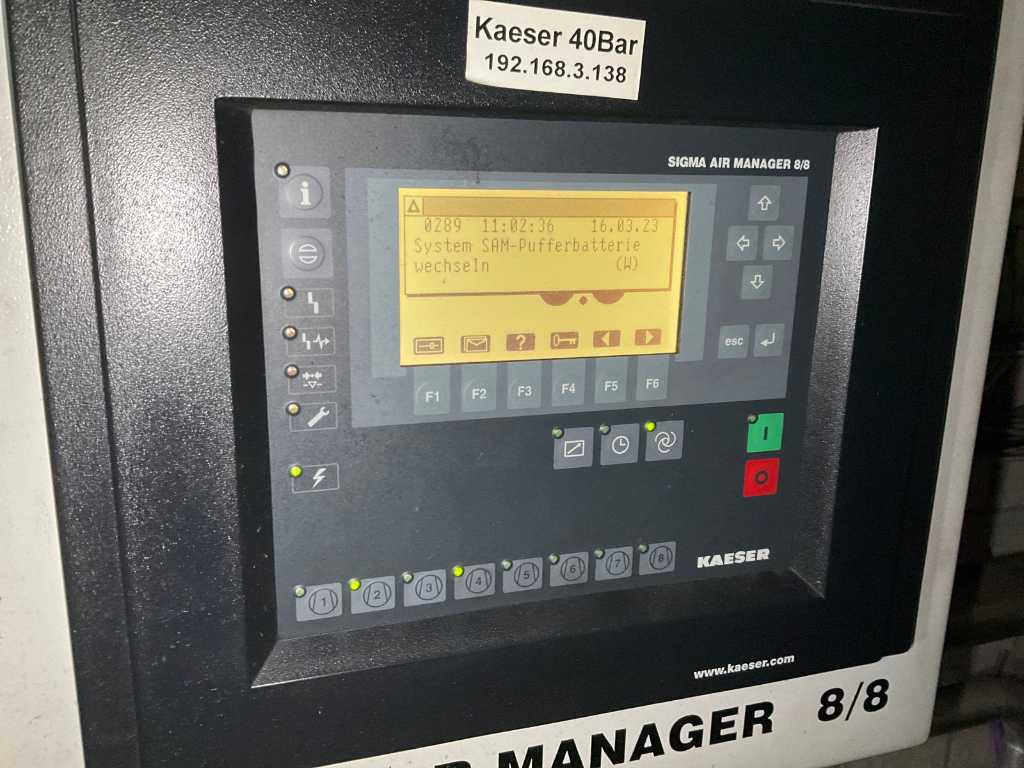 Kaeser 40Bar
192.168.3.138
SIGMA AIR MANAGER 8/8
0289 11:02:36 16.03.23
System SAM-Pufferbatterie
wechseln (W)
?
esc
F1 F2 F3 F4 F5 F6
I
O
1 2 3 4 5 6 7 8
KAESER
www.kaeser.com
MANAGER 8/8